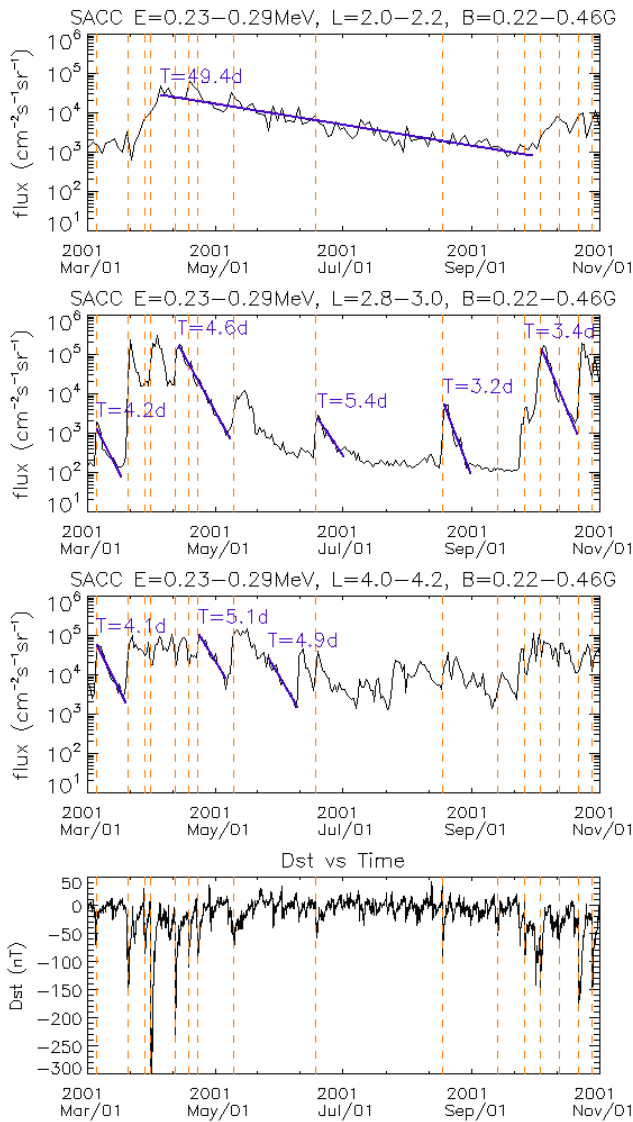 SACC E=0.23−0.29MeV, L=2.0−2.2, B=0.22−0.46G
10⁶
10⁵
10⁴
10³
10²
10¹
flux (cm⁻²s⁻¹sr⁻¹)
T=49.4d
2001 2001 2001 2001 2001
Mar/01 May/01 Jul/01 Sep/01 Nov/01
SACC E=0.23−0.29MeV, L=2.8−3.0, B=0.22−0.46G
10⁶
10⁵
10⁴
10³
10²
10¹
flux (cm⁻²s⁻¹sr⁻¹)
T=4.6d T=3.4d
T=4.2d T=5.4d T=3.2d
2001 2001 2001 2001 2001
Mar/01 May/01 Jul/01 Sep/01 Nov/01
SACC E=0.23−0.29MeV, L=4.0−4.2, B=0.22−0.46G
10⁶
10⁵
10⁴
10³
10²
10¹
flux (cm⁻²s⁻¹sr⁻¹)
T=4.1d T=5.1d T=4.9d
2001 2001 2001 2001 2001
Mar/01 May/01 Jul/01 Sep/01 Nov/01
Dst vs Time
50
0
−50
−100
−150
−200
−250
−300
Dst (nT)
2001 2001 2001 2001 2001
Mar/01 May/01 Jul/01 Sep/01 Nov/01